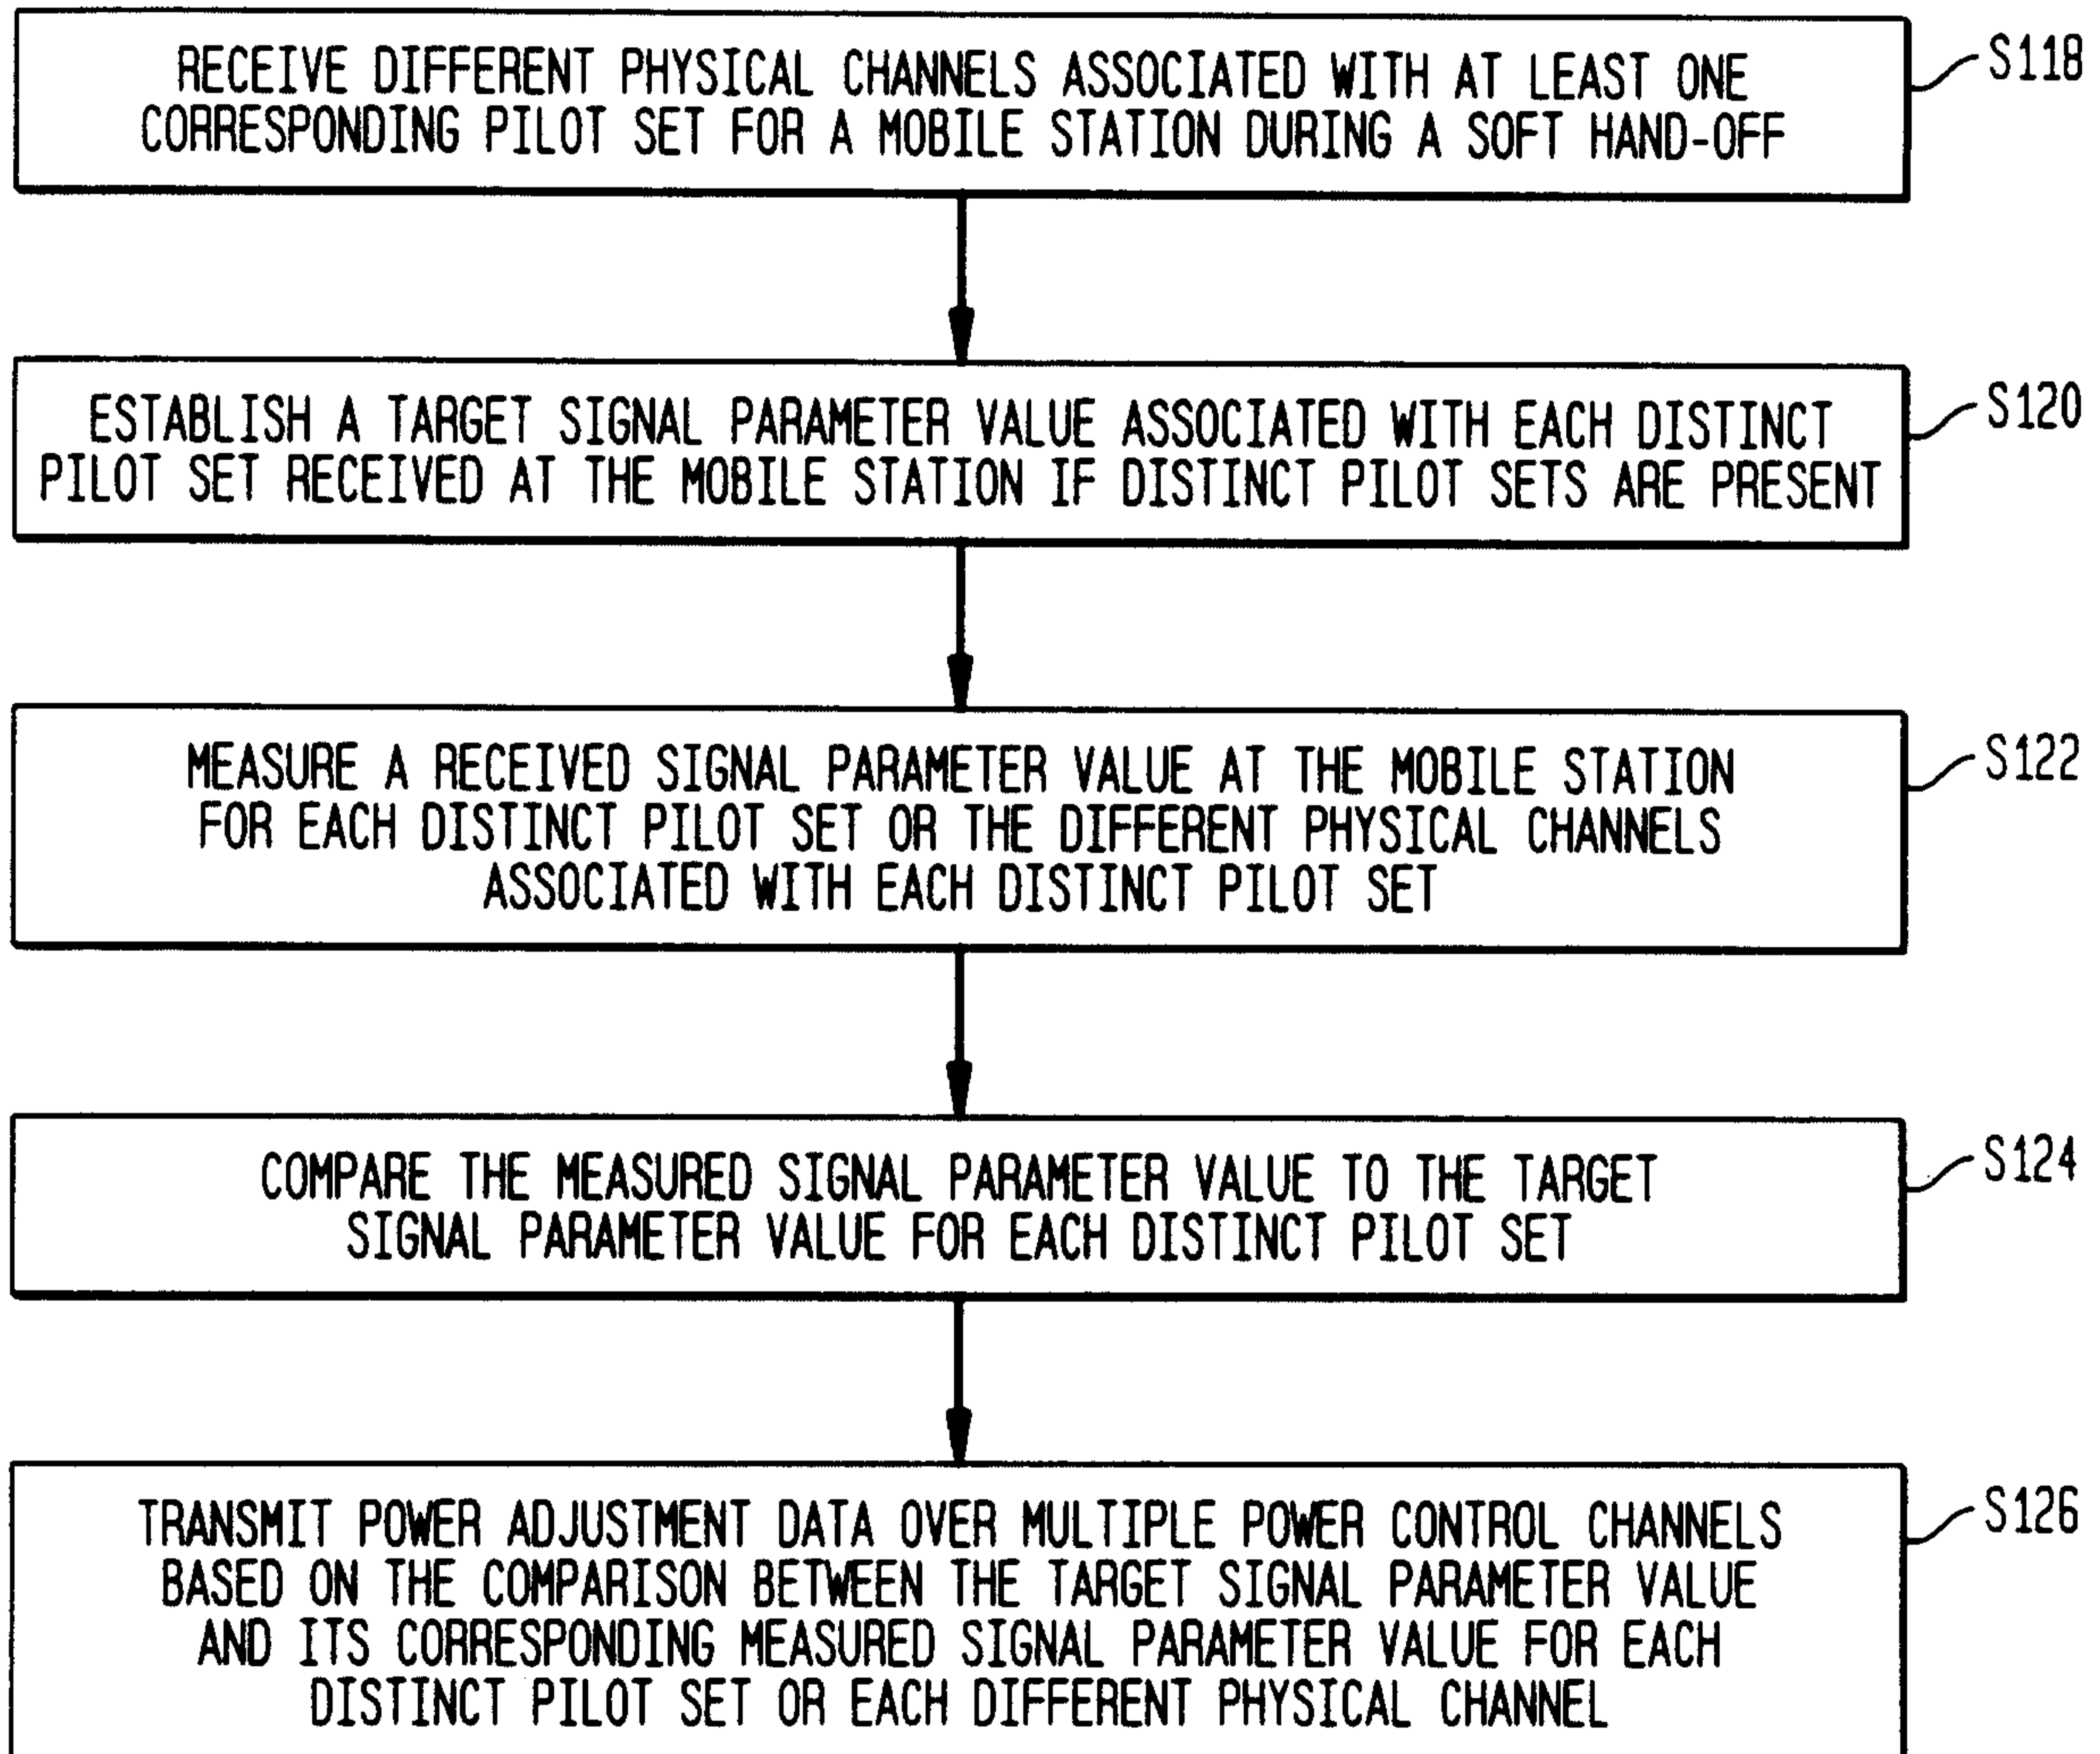 RECEIVE DIFFERENT PHYSICAL CHANNELS ASSOCIATED WITH AT LEAST ONE
CORRESPONDING PILOT SET FOR A MOBILE STATION DURING A SOFT HAND-OFF
S118
ESTABLISH A TARGET SIGNAL PARAMETER VALUE ASSOCIATED WITH EACH DISTINCT
PILOT SET RECEIVED AT THE MOBILE STATION IF DISTINCT PILOT SETS ARE PRESENT
S120
MEASURE A RECEIVED SIGNAL PARAMETER VALUE AT THE MOBILE STATION
FOR EACH DISTINCT PILOT SET OR THE DIFFERENT PHYSICAL CHANNELS
ASSOCIATED WITH EACH DISTINCT PILOT SET
S122
COMPARE THE MEASURED SIGNAL PARAMETER VALUE TO THE TARGET
SIGNAL PARAMETER VALUE FOR EACH DISTINCT PILOT SET
S124
TRANSMIT POWER ADJUSTMENT DATA OVER MULTIPLE POWER CONTROL CHANNELS
BASED ON THE COMPARISON BETWEEN THE TARGET SIGNAL PARAMETER VALUE
AND ITS CORRESPONDING MEASURED SIGNAL PARAMETER VALUE FOR EACH
DISTINCT PILOT SET OR EACH DIFFERENT PHYSICAL CHANNEL
S126